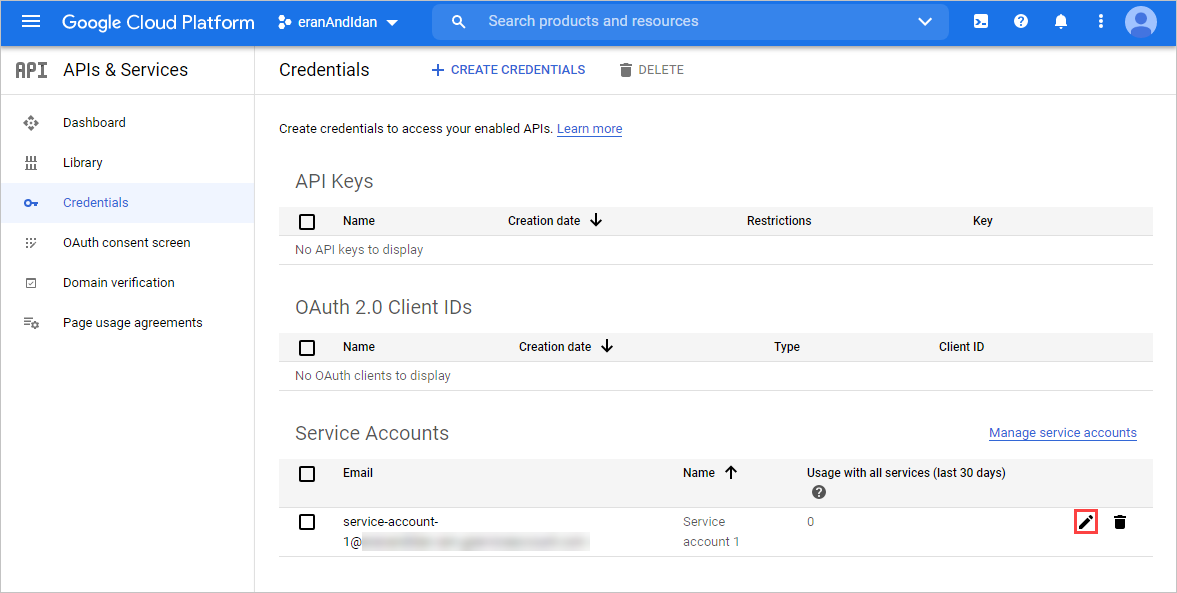 Google Cloud Platform eranAndIdan Search products and resources
API APIs & Services
Credentials CREATE CREDENTIALS DELETE
Dashboard
Library
Credentials
OAuth consent screen
Domain verification
Page usage agreements
Create credentials to access your enabled APIs. Learn more
API Keys
Name Creation date Restrictions Key
No API keys to display
OAuth 2.0 Client IDs
Name Creation date Type Client ID
No OAuth clients to display
Service Accounts Manage service accounts
Email Name Usage with all services (last 30 days)
service-account- Service 0
1@ account 1